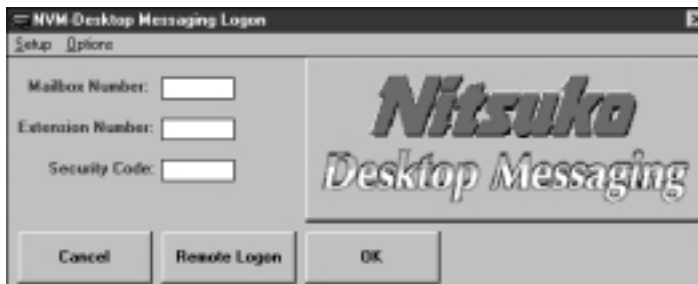 NVM-Desktop Messaging Logon
Setup Options
Mailbox Number:
Extension Number:
Security Code:
Nitsuko
Desktop Messaging
Cancel Remote Logon OK